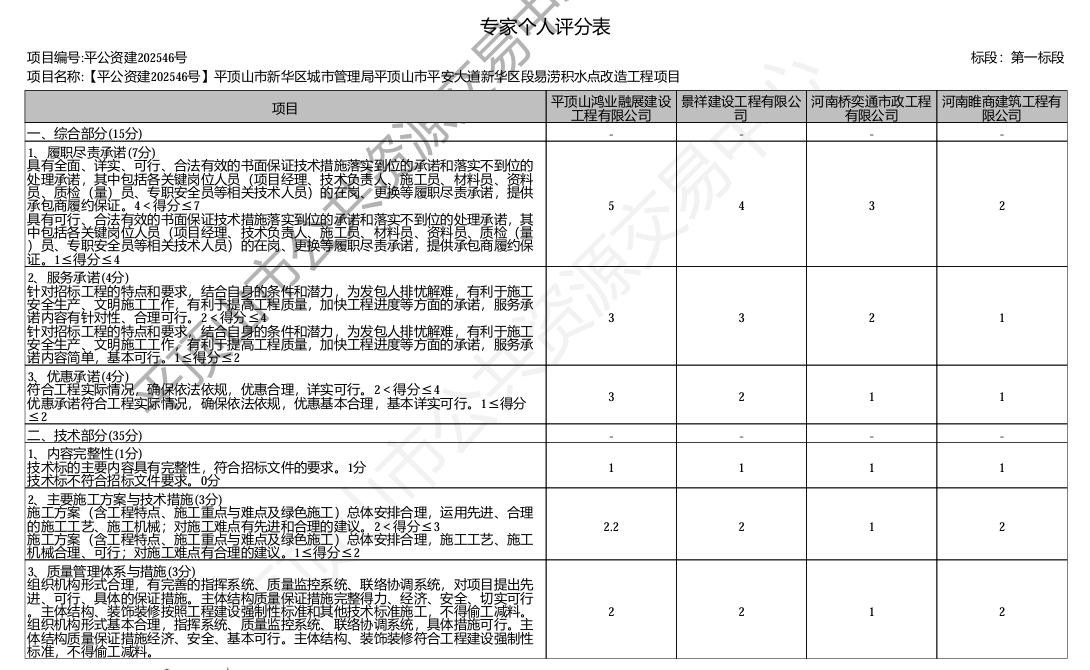 专家个人评分表
项目编号:平公资建202546号
标段：第一标段
项目名称:【平公资建202546号】平顶山市新华区城市管理局平顶山市平安大道新华区段易涝积水点改造工程项目
项目
平顶山鸿业融展建设
工程有限公司
景祥建设工程有限公
司
河南桥奕通市政工程
有限公司
河南睢商建筑工程有
限公司
一、综合部分(15分)
-
-
-
-
1、履职尽责承诺(7分)
具有全面、详实、可行、合法有效的书面保证技术措施落实到位的承诺和落实不到位的
处理承诺，其中包括各关键岗位人员（项目经理、技术负责人、施工员、材料员、资料
员、质检（量）员、专职安全员等相关技术人员）的在岗、更换等履职尽责承诺，提供
承包商履约保证。4<得分≤7
具有可行、合法有效的书面保证技术措施落实到位的承诺和落实不到位的处理承诺，其
中包括各关键岗位人员（项目经理、技术负责人、施工员、材料员、资料员、质检（量
）员、专职安全员等相关技术人员）的在岗、更换等履职尽责承诺，提供承包商履约保
证。1≤得分≤4
5
4
3
2
2、服务承诺(4分)
针对招标工程的特点和要求，结合自身的条件和潜力，为发包人排忧解难，有利于施工
安全生产、文明施工工作，有利于提高工程质量，加快工程进度等方面的承诺，服务承
诺内容有针对性、合理可行。2<得分≤4
针对招标工程的特点和要求，结合自身的条件和潜力，为发包人排忧解难，有利于施工
安全生产、文明施工工作，有利于提高工程质量，加快工程进度等方面的承诺，服务承
诺内容简单，基本可行。1≤得分≤2
3
3
2
1
3、优惠承诺(4分)
符合工程实际情况，确保依法依规，优惠合理，详实可行。2<得分≤4
优惠承诺符合工程实际情况，确保依法依规，优惠基本合理，基本详实可行。1≤得分
≤2
3
2
1
1
二、技术部分(35分)
-
-
-
-
1、内容完整性(1分)
技术标的主要内容具有完整性，符合招标文件的要求。1分
技术标不符合招标文件要求。0分
1
1
1
1
2、主要施工方案与技术措施(3分)
施工方案（含工程特点、施工重点与难点及绿色施工）总体安排合理，运用先进、合理
的施工工艺、施工机械；对施工难点有先进和合理的建议。2<得分≤3
施工方案（含工程特点、施工重点与难点及绿色施工）总体安排合理，施工工艺、施工
机械合理、可行；对施工难点有合理的建议。1≤得分≤2
2.2
2
1
2
3、质量管理体系与措施(3分)
组织机构形式合理，有完善的指挥系统、质量监控系统、联络协调系统，对项目提出先
进、可行、具体的保证措施。主体结构质量保证措施完整得力、经济、安全、切实可行
。主体结构、装饰装修按照工程建设强制性标准和其他技术标准施工，不得偷工减料。
组织机构形式基本合理，指挥系统、质量监控系统、联络协调系统，具体措施可行。主
体结构质量保证措施经济、安全、基本可行。主体结构、装饰装修符合工程建设强制性
标准，不得偷工减料。
2
2
1
2
平顶山市公共资源交易中
平顶山市公共资源交易中心